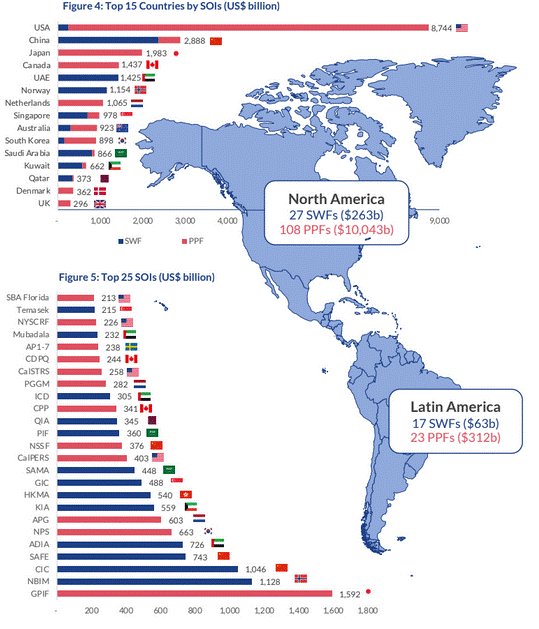 Figure 4: Top 15 Countries by SOIs (US$ billion)
USA 8,744
China 2,888
Japan 1,983
Canada 1,437
UAE 1,425
Norway 1,154
Netherlands 1,065
Singapore 978
Australia 923
South Korea 898
Saudi Arabia 866
Kuwait 662
Qatar 373
Denmark 362
UK 296
- 1,000 2,000 3,000 4,000 9,000
SWF PPF
North America
27 SWFs ($263b)
108 PPFs ($10,043b)
Figure 5: Top 25 SOIs (US$ billion)
SBA Florida 213
Temasek 215
NYSCRF 226
Mubadala 232
AP1-7 238
CDPQ 244
CalSTRS 258
PGGM 282
ICD 305
CPP 341
QIA 345
PIF 360
NSSF 376
CalPERS 403
SAMA 448
GIC 488
HKMA 540
KIA 559
APG 603
NPS 663
ADIA 726
SAFE 743
CIC 1,046
NBIM 1,128
GPIF 1,592
- 200 400 600 800 1,000 1,200 1,400 1,600 1,800
Latin America
17 SWFs ($63b)
23 PPFs ($312b)